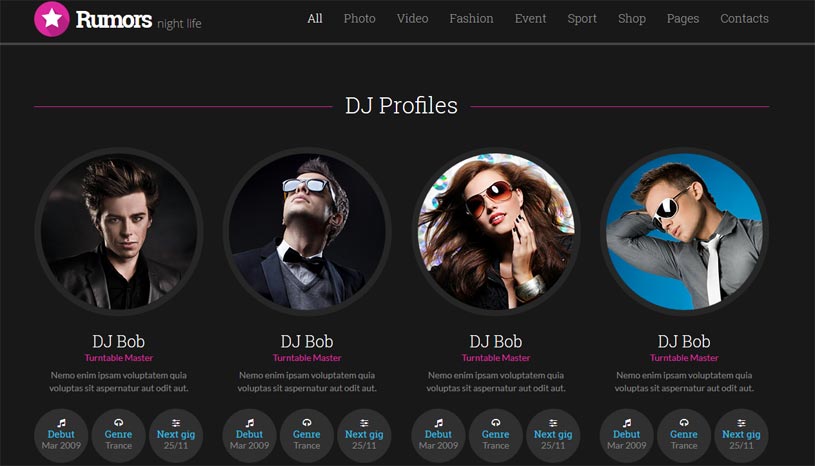 Rumors night life
All Photo Video Fashion Event Sport Shop Pages Contacts
DJ Profiles
DJ Bob
Turntable Master
Nemo enim ipsam voluptatem quia
voluptas sit aspernatur aut odit aut.
Debut
Mar 2009
Genre
Trance
Next gig
25/11
DJ Bob
Turntable Master
Nemo enim ipsam voluptatem quia
voluptas sit aspernatur aut odit aut.
Debut
Mar 2009
Genre
Trance
Next gig
25/11
DJ Bob
Turntable Master
Nemo enim ipsam voluptatem quia
voluptas sit aspernatur aut odit aut.
Debut
Mar 2009
Genre
Trance
Next gig
25/11
DJ Bob
Turntable Master
Nemo enim ipsam voluptatem quia
voluptas sit aspernatur aut odit aut.
Debut
Mar 2009
Genre
Trance
Next gig
25/11